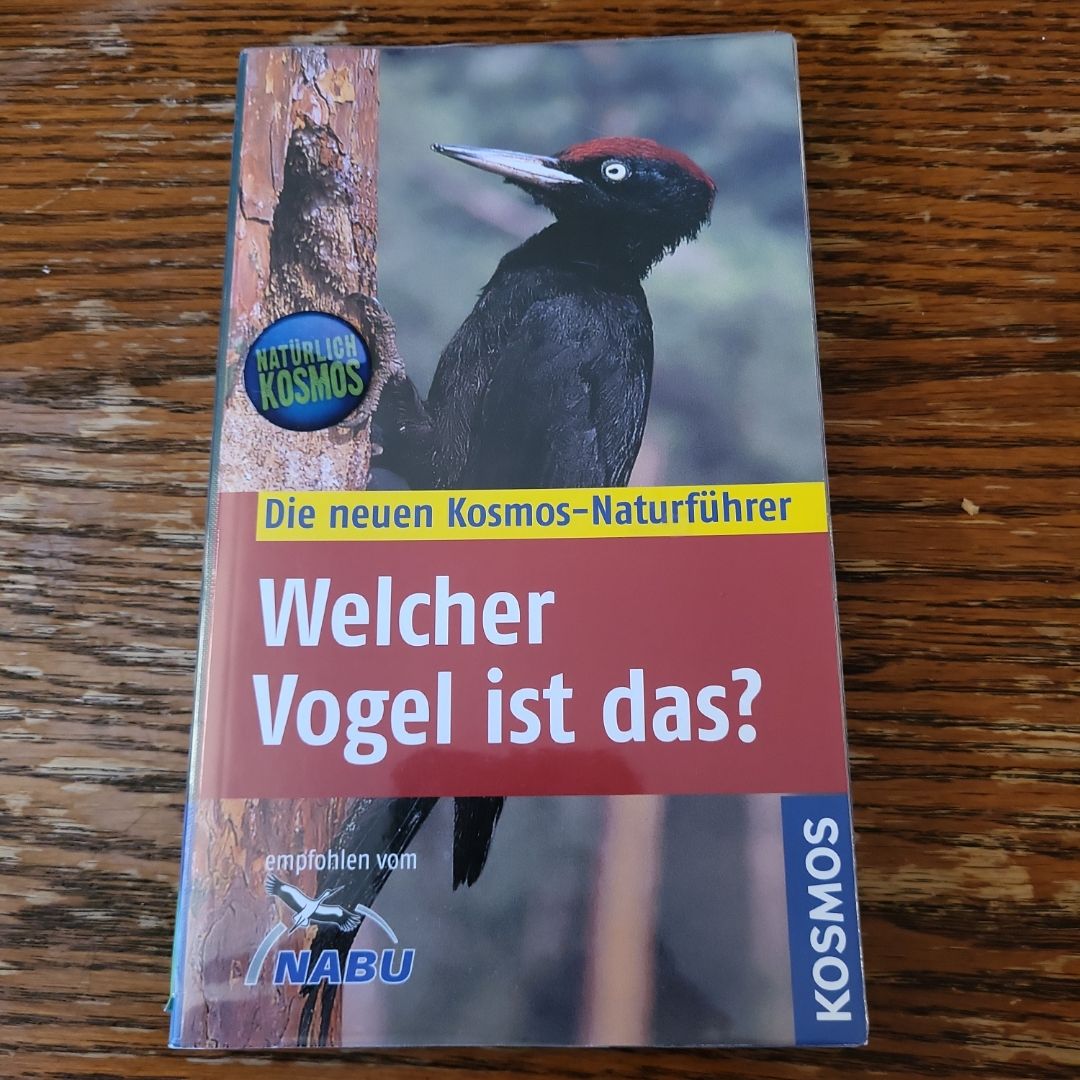 NATÜRLICH
KOSMOS
Die neuen Kosmos-Naturführer
Welcher
Vogel ist das?
empfohlen vom
NABU
KOSMOS